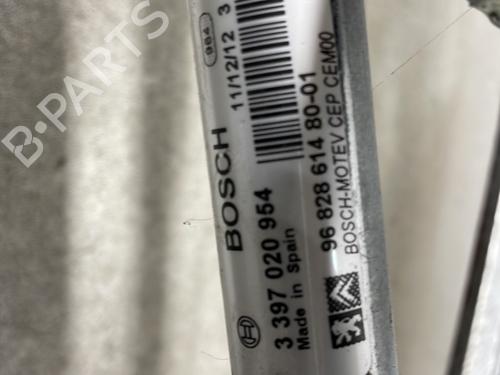 984
11/12/12 3
BOSCH
3 397 020 954
Made in Spain
96 828 614 80-01
BOSCH-MOTEV CEP CEM00
B-PARTS